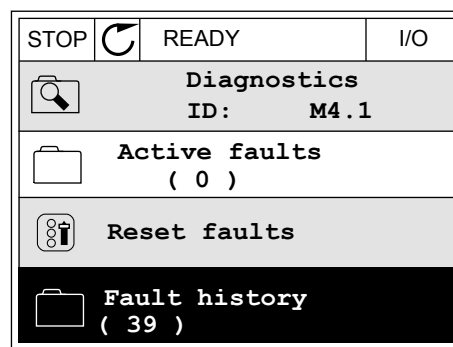 STOP READY I/O
Diagnostics
ID: M4.1
Active faults
( 0 )
Reset faults
Fault history
( 39 )